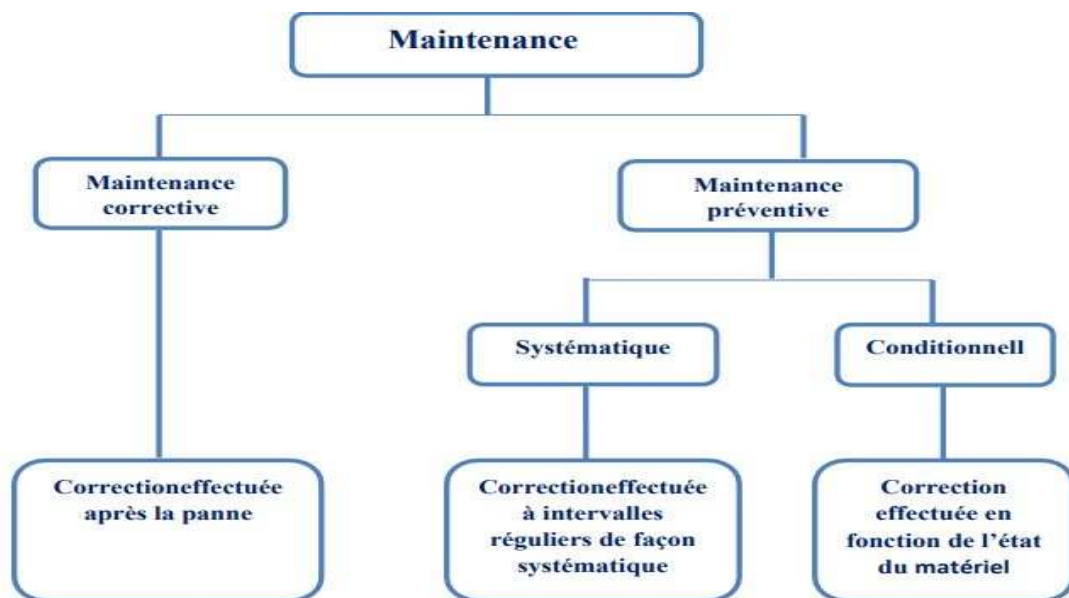 Maintenance
Maintenance
corrective
Maintenance
préventive
Systématique
Conditionnell
Correctioneffectuée
après la panne
Correctioneffectuée
à intervalles
réguliers de façon
systématique
Correction
effectuée en
fonction de l’état
du matériel